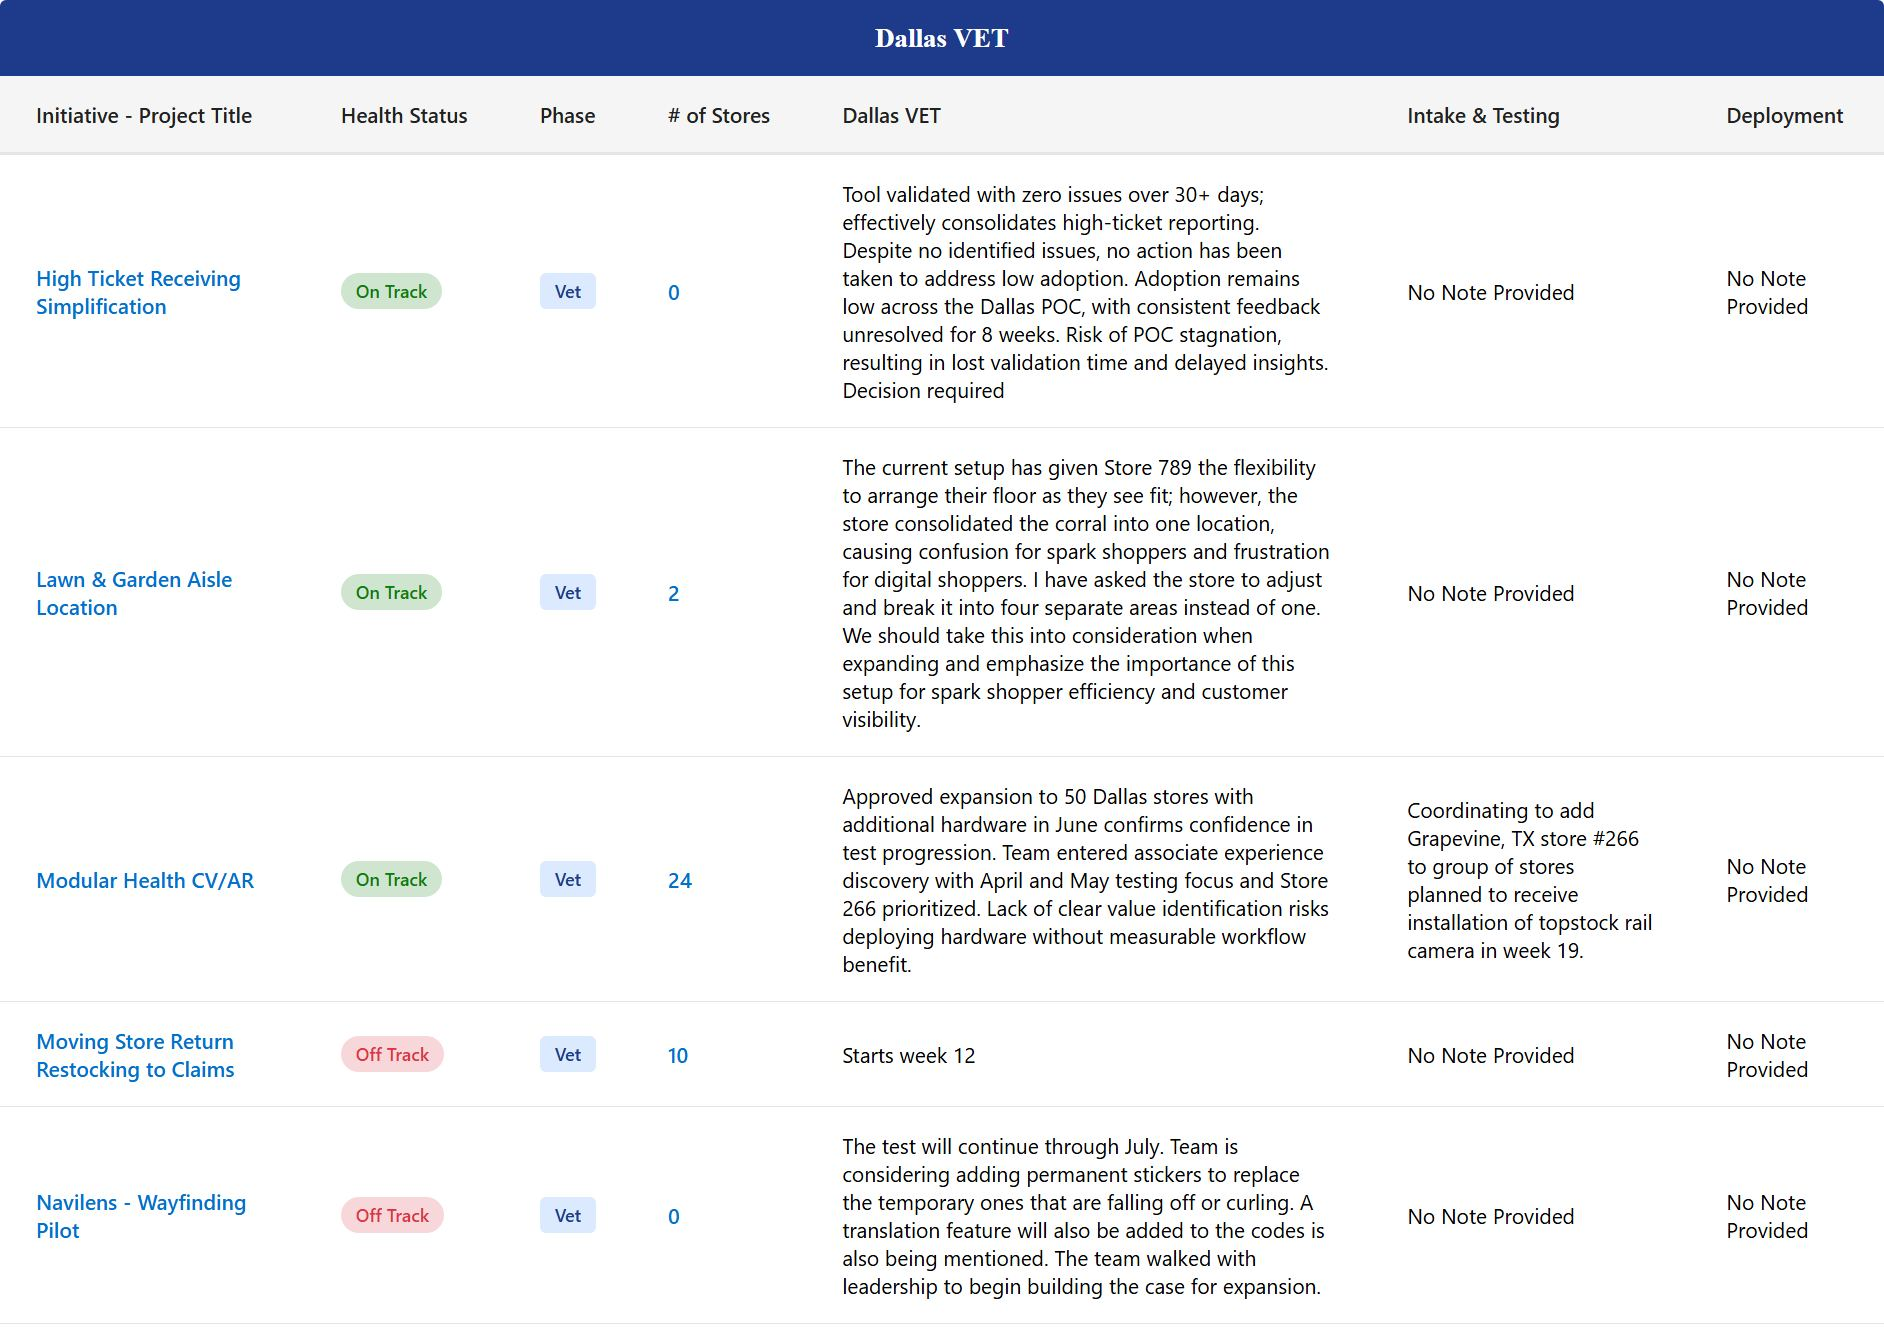 Dallas VET
Initiative - Project Title
Health Status
Phase
# of Stores
Dallas VET
Intake & Testing
Deployment
High Ticket Receiving
Simplification
On Track
Vet
0
Tool validated with zero issues over 30+ days;
effectively consolidates high-ticket reporting.
Despite no identified issues, no action has been
taken to address low adoption. Adoption remains
low across the Dallas POC, with consistent feedback
unresolved for 8 weeks. Risk of POC stagnation,
resulting in lost validation time and delayed insights.
Decision required
No Note Provided
No Note
Provided
Lawn & Garden Aisle
Location
On Track
Vet
2
The current setup has given Store 789 the flexibility
to arrange their floor as they see fit; however, the
store consolidated the corral into one location,
causing confusion for spark shoppers and frustration
for digital shoppers. I have asked the store to adjust
and break it into four separate areas instead of one.
We should take this into consideration when
expanding and emphasize the importance of this
setup for spark shopper efficiency and customer
visibility.
No Note Provided
No Note
Provided
Modular Health CV/AR
On Track
Vet
24
Approved expansion to 50 Dallas stores with
additional hardware in June confirms confidence in
test progression. Team entered associate experience
discovery with April and May testing focus and Store
266 prioritized. Lack of clear value identification risks
deploying hardware without measurable workflow
benefit.
Coordinating to add
Grapevine, TX store #266
to group of stores
planned to receive
installation of topstock rail
camera in week 19.
No Note
Provided
Moving Store Return
Restocking to Claims
Off Track
Vet
10
Starts week 12
No Note Provided
No Note
Provided
Navilens - Wayfinding
Pilot
Off Track
Vet
0
The test will continue through July. Team is
considering adding permanent stickers to replace
the temporary ones that are falling off or curling. A
translation feature will also be added to the codes is
also being mentioned. The team walked with
leadership to begin building the case for expansion.
No Note Provided
No Note
Provided